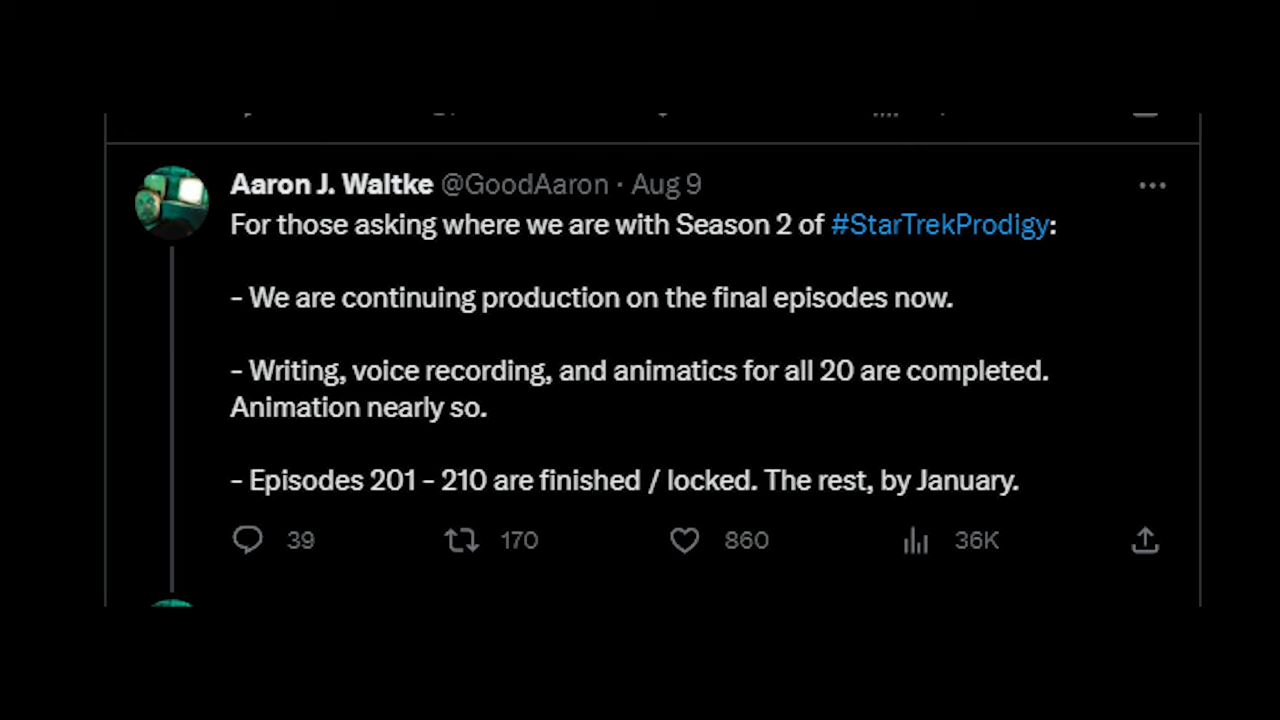 Aaron J. Waltke @GoodAaron · Aug 9
For those asking where we are with Season 2 of #StarTrekProdigy:
- We are continuing production on the final episodes now.
- Writing, voice recording, and animatics for all 20 are completed.
Animation nearly so.
- Episodes 201 - 210 are finished / locked. The rest, by January.
39 170 860 36K